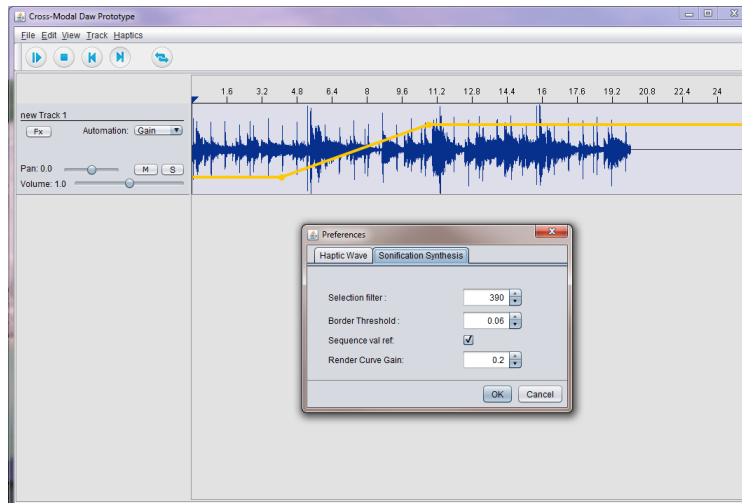 Cross-Modal Daw Prototype
File Edit View Track Haptics
1.6 3.2 4.8 6.4 8 9.6 11.2 12.8 14.4 16 17.6 19.2 20.8 22.4 24
new Track 1
Fx Automation: Gain
Pan: 0.0 M S
Volume: 1.0
Preferences
Haptic Wave Sonification Synthesis
Selection filter : 390
Border Threshold : 0.06
Sequence val ref:
Render Curve Gain: 0.2
OK Cancel